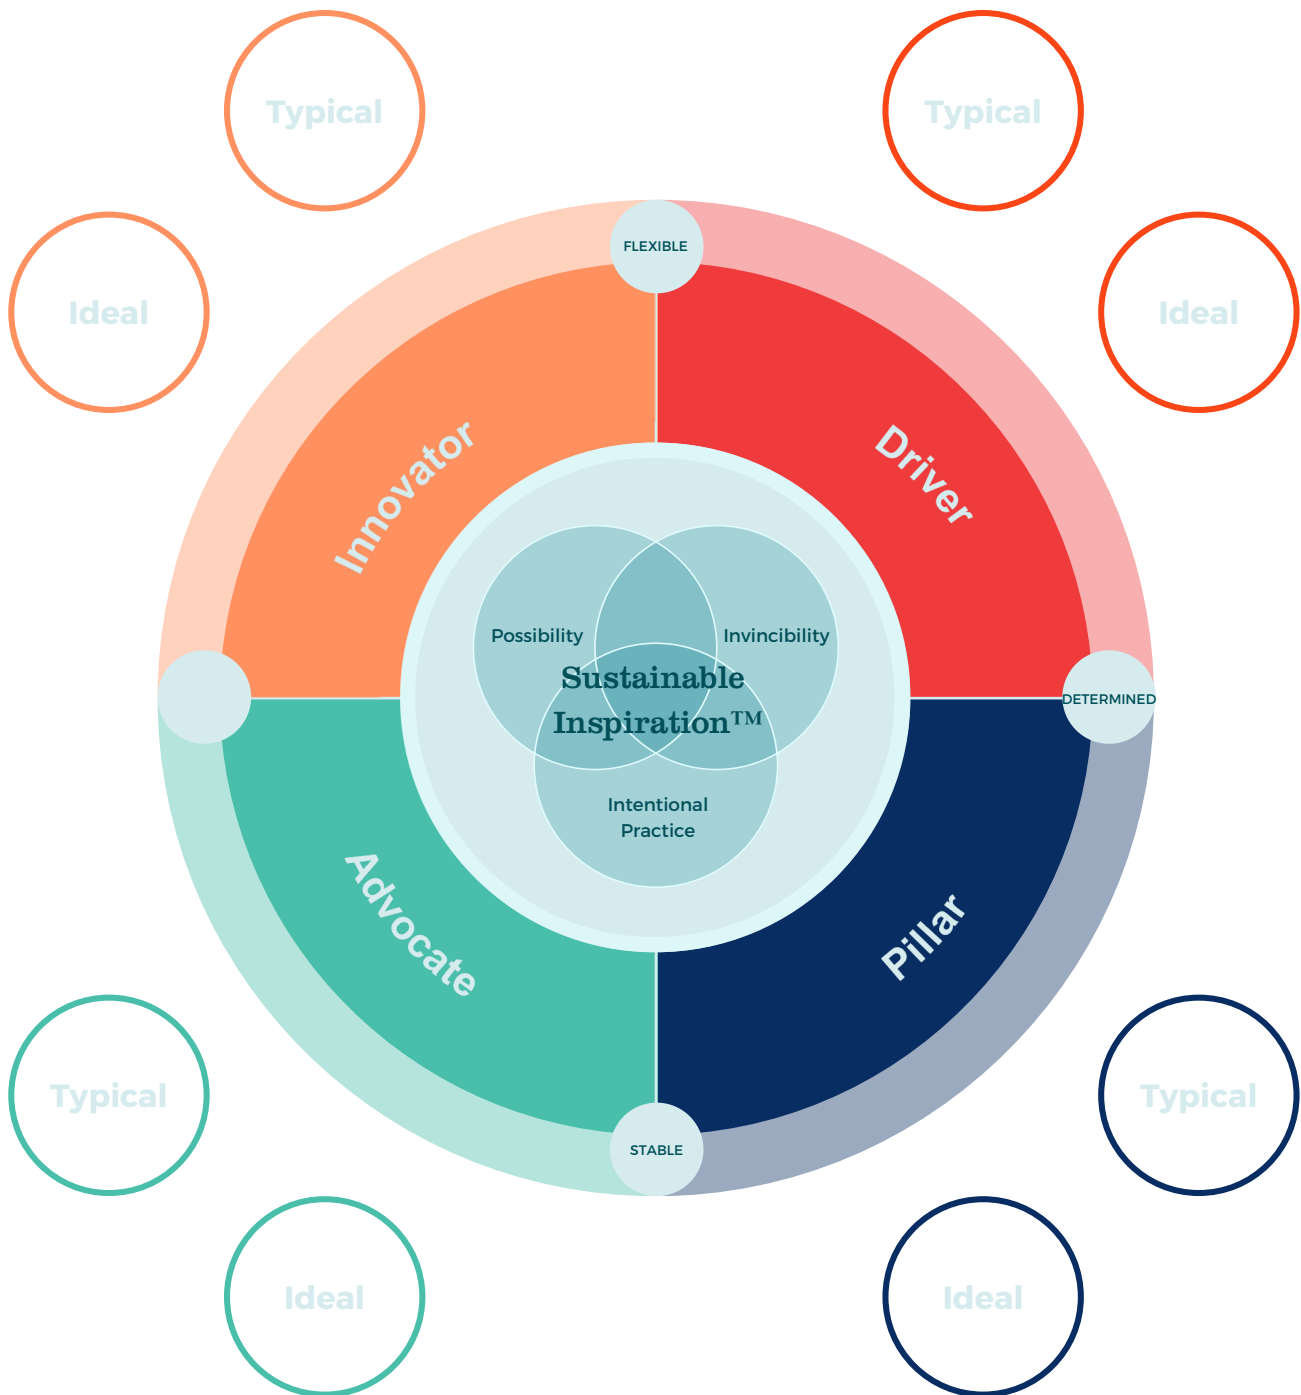 Typical
Typical
Ideal
Ideal
FLEXIBLE
Innovator
Driver
Possibility
Invincibility
Sustainable
Inspiration™
DETERMINED
Intentional
Practice
Advocate
Pillar
Typical
Typical
STABLE
Ideal
Ideal